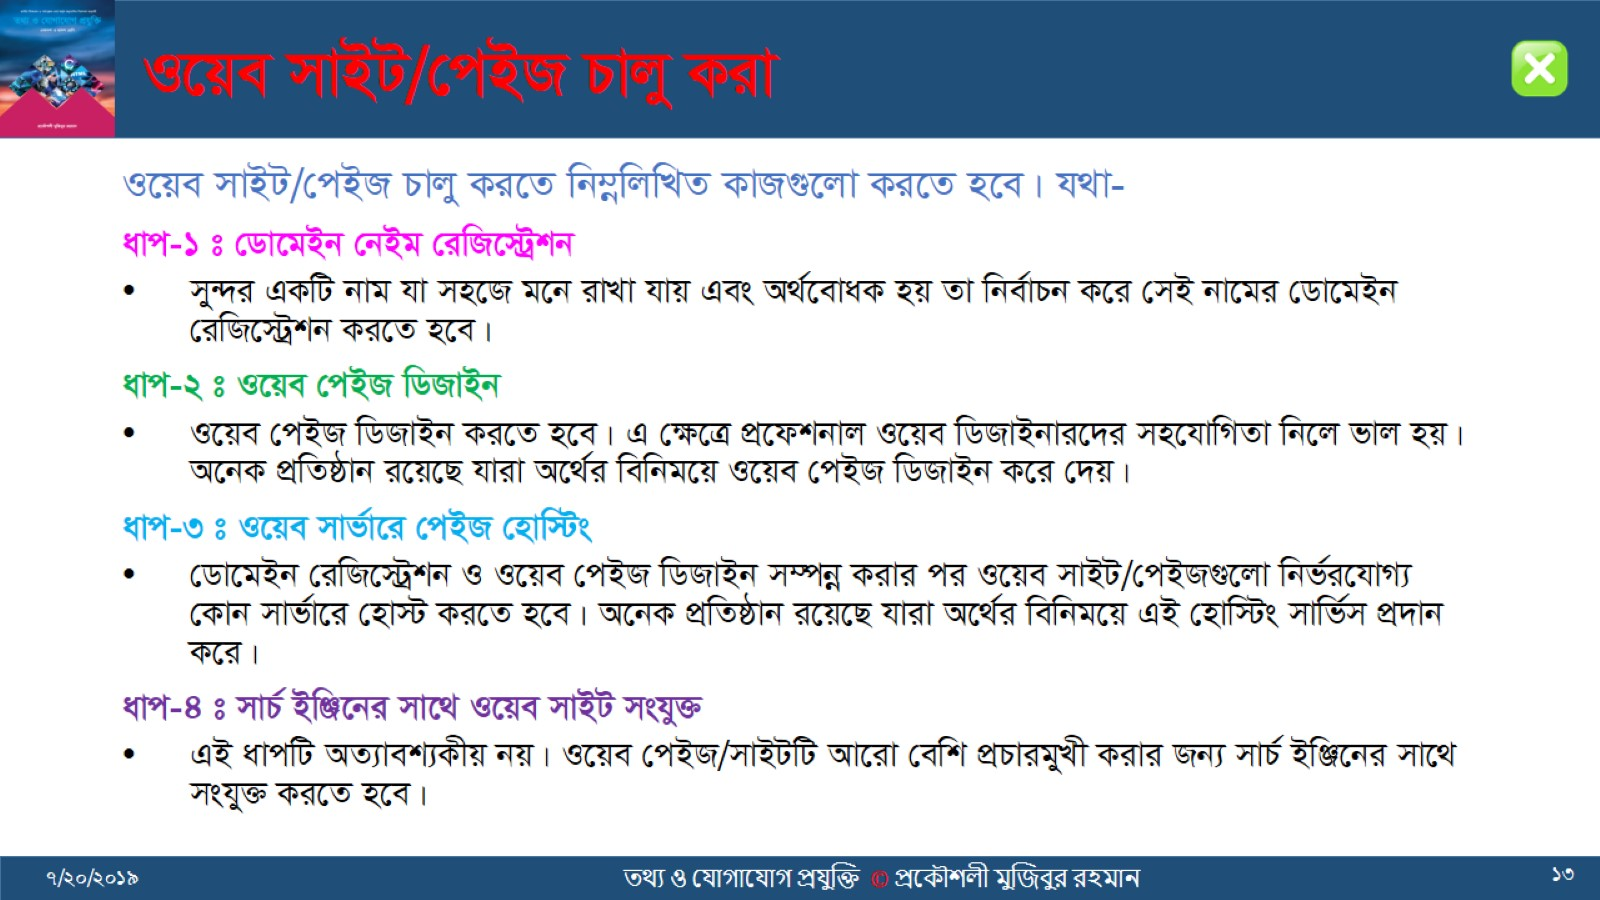 তথ্য ও যোগাযোগ প্রযুক্তি
ওয়েব সাইট/পেইজ চালু করা
ওয়েব সাইট/পেইজ চালু করতে নিম্নলিখিত কাজগুলো করতে হবে। যথা-
ধাপ-১ ঃ ডোমেইন নেইম রেজিস্ট্রেশন
• সুন্দর একটি নাম যা সহজে মনে রাখা যায় এবং অর্থবোধক হয় তা নির্বাচন করে সেই নামের ডোমেইন
রেজিস্ট্রেশন করতে হবে।
ধাপ-২ ঃ ওয়েব পেইজ ডিজাইন
• ওয়েব পেইজ ডিজাইন করতে হবে। এ ক্ষেত্রে প্রফেশনাল ওয়েব ডিজাইনারদের সহযোগিতা নিলে ভাল হয়।
অনেক প্রতিষ্ঠান রয়েছে যারা অর্থের বিনিময়ে ওয়েব পেইজ ডিজাইন করে দেয়।
ধাপ-৩ ঃ ওয়েব সার্ভারে পেইজ হোস্টিং
• ডোমেইন রেজিস্ট্রেশন ও ওয়েব পেইজ ডিজাইন সম্পন্ন করার পর ওয়েব সাইট/পেইজগুলো নির্ভরযোগ্য
কোন সার্ভারে হোস্ট করতে হবে। অনেক প্রতিষ্ঠান রয়েছে যারা অর্থের বিনিময়ে এই হোস্টিং সার্ভিস প্রদান
করে।
ধাপ-৪ ঃ সার্চ ইঞ্জিনের সাথে ওয়েব সাইট সংযুক্ত
• এই ধাপটি অত্যাবশ্যকীয় নয়। ওয়েব পেইজ/সাইটটি আরো বেশি প্রচারমুখী করার জন্য সার্চ ইঞ্জিনের সাথে
সংযুক্ত করতে হবে।
৭/২০/২০১৯ তথ্য ও যোগাযোগ প্রযুক্তি © প্রকৌশলী মুজিবুর রহমান ১৩